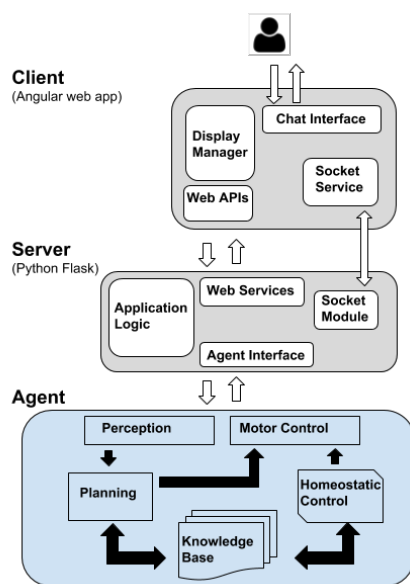 Client
(Angular web app)
Chat Interface
Display
Manager
Socket
Service
Web APIs
Server
(Python Flask)
Web Services
Application
Logic
Socket
Module
Agent Interface
Agent
Perception
Motor Control
Planning
Homeostatic
Control
Knowledge
Base